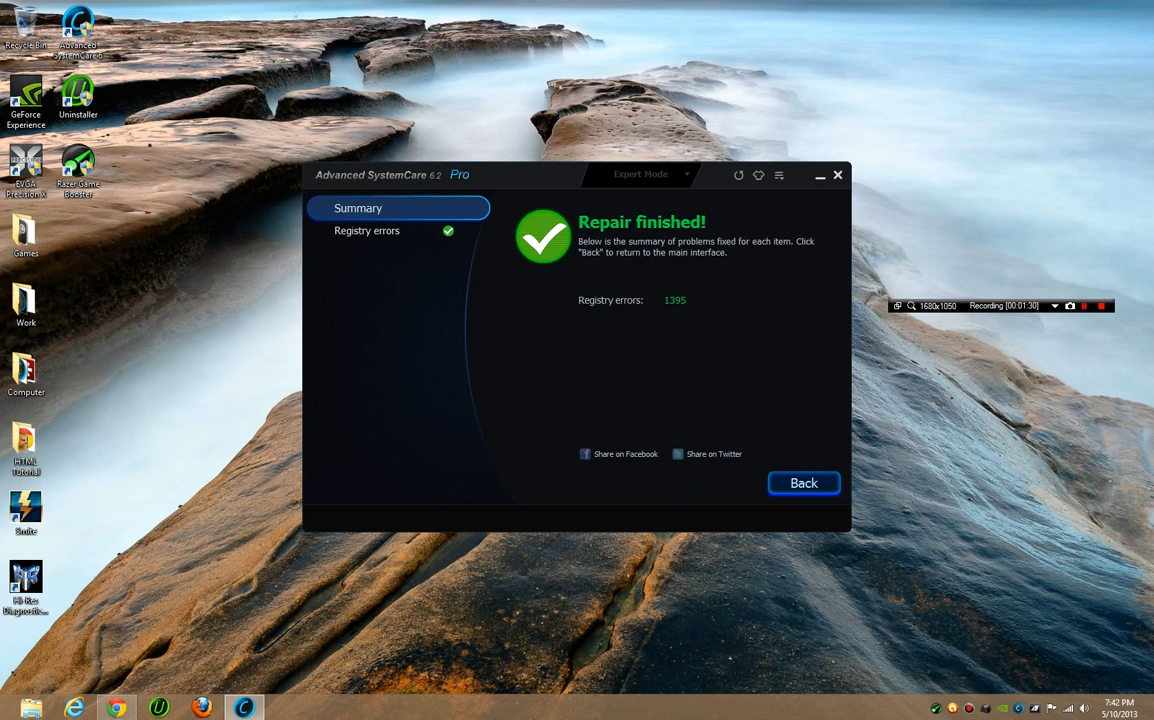 Recycle Bin
Advanced
SystemCare 6
GeForce
Experience
Uninstaller
EVGA
Precision X
Razer Game
Booster
Games
Work
Computer
HTML
Tutorial
Smite
Hi-Rez
Diagnostic...
Advanced SystemCare 6.2 Pro
Expert Mode
Summary
Registry errors
Repair finished!
Below is the summary of problems fixed for each item. Click
"Back" to return to the main interface.
Registry errors: 1395
Share on Facebook
Share on Twitter
Back
1680x1050 Recording [00:01:30]
7:42 PM
5/10/2013